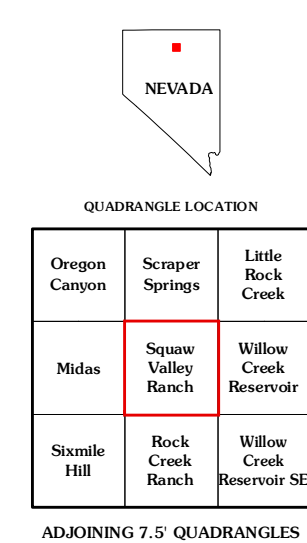 NEVADA
QUADRANGLE LOCATION
Oregon
Canyon
Scraper
Springs
Little
Rock
Creek
Midas
Squaw
Valley
Ranch
Willow
Creek
Reservoir
Sixmile
Hill
Rock
Creek
Ranch
Willow
Creek
Reservoir SE
ADJOINING 7.5' QUADRANGLES